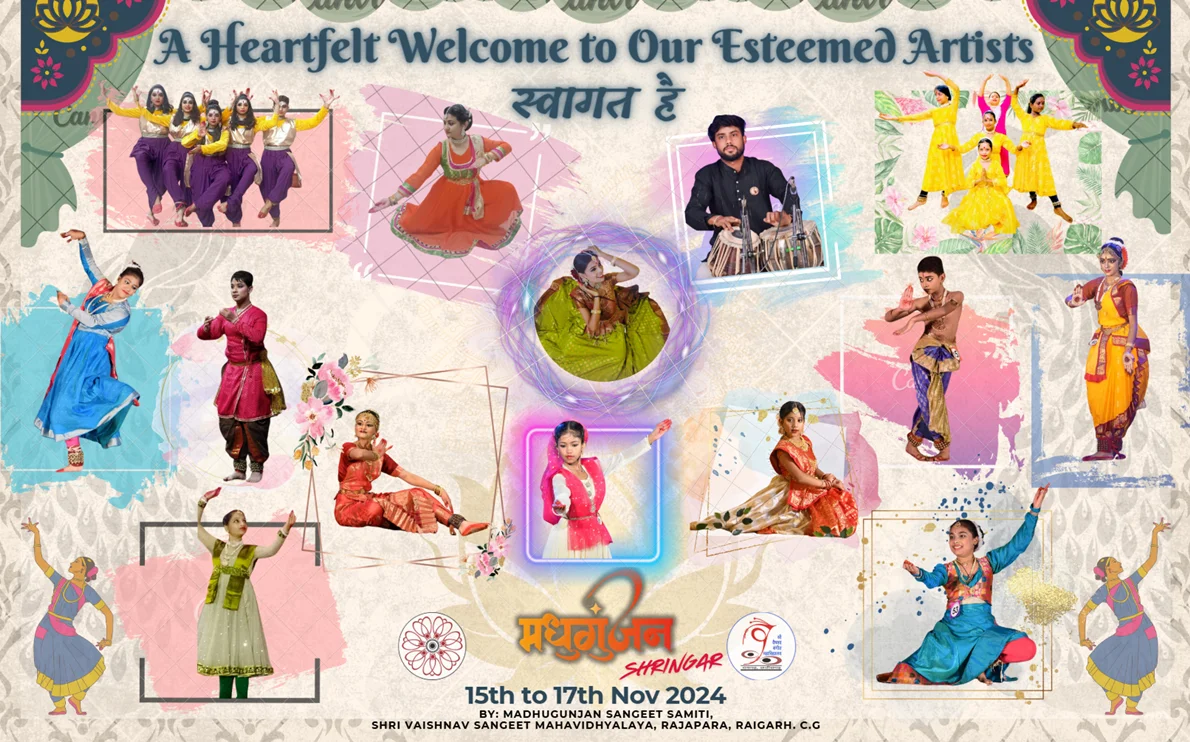 A Heartfelt Welcome to Our Esteemed Artists
स्वागत है
मधुगुंजन
SHRINGAR
15th to 17th Nov 2024
BY: MADHUGUNJAN SANGEET SAMITI,
SHRI VAISHNAV SANGEET MAHAVIDHYALAYA, RAJAPARA, RAIGARH. C.G